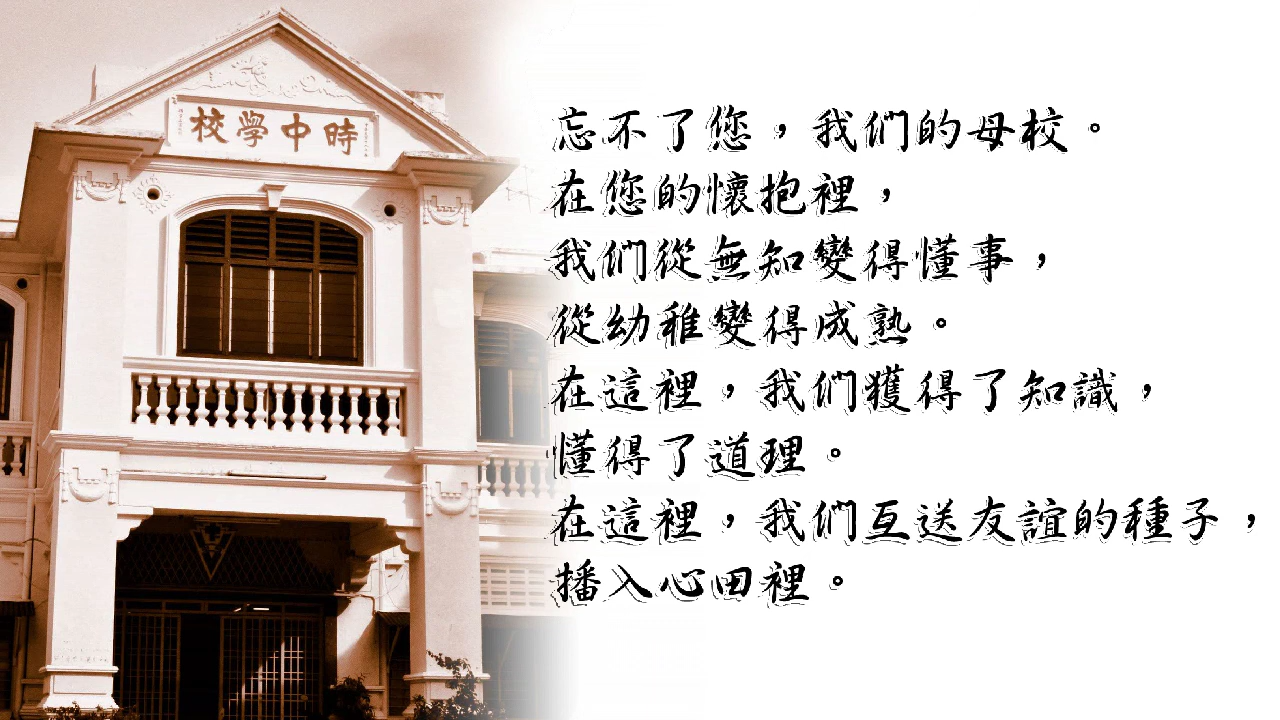 時中學校
忘不了您，我们的母校。
在您的懷抱裡，
我們從無知變得懂事，
從幼稚變得成熟。
在這裡，我們獲得了知識，
懂得了道理。
在這裡，我們互送友誼的種子，
播入心田裡。